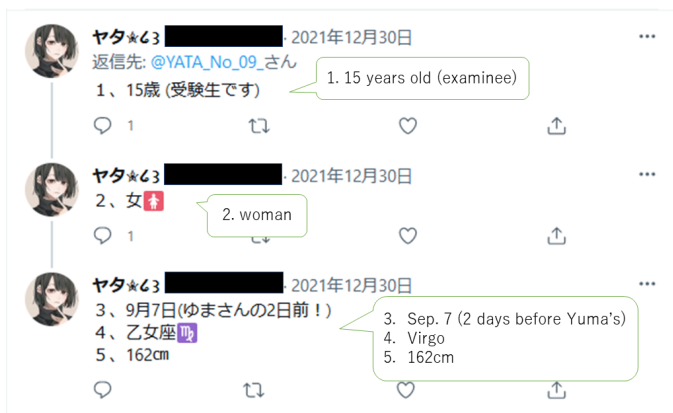 ヤタ✯໒꒱ · 2021年12月30日
返信先: @YATA_No_09_さん
1、15歳 (受験生です)
1. 15 years old (examinee)
1
ヤタ✯໒꒱ · 2021年12月30日
2、女🚺
2. woman
1
ヤタ✯໒꒱ · 2021年12月30日
3、9月7日(ゆまさんの2日前！)
4、乙女座♍
5、162㎝
3. Sep. 7 (2 days before Yuma's)
4. Virgo
5. 162cm